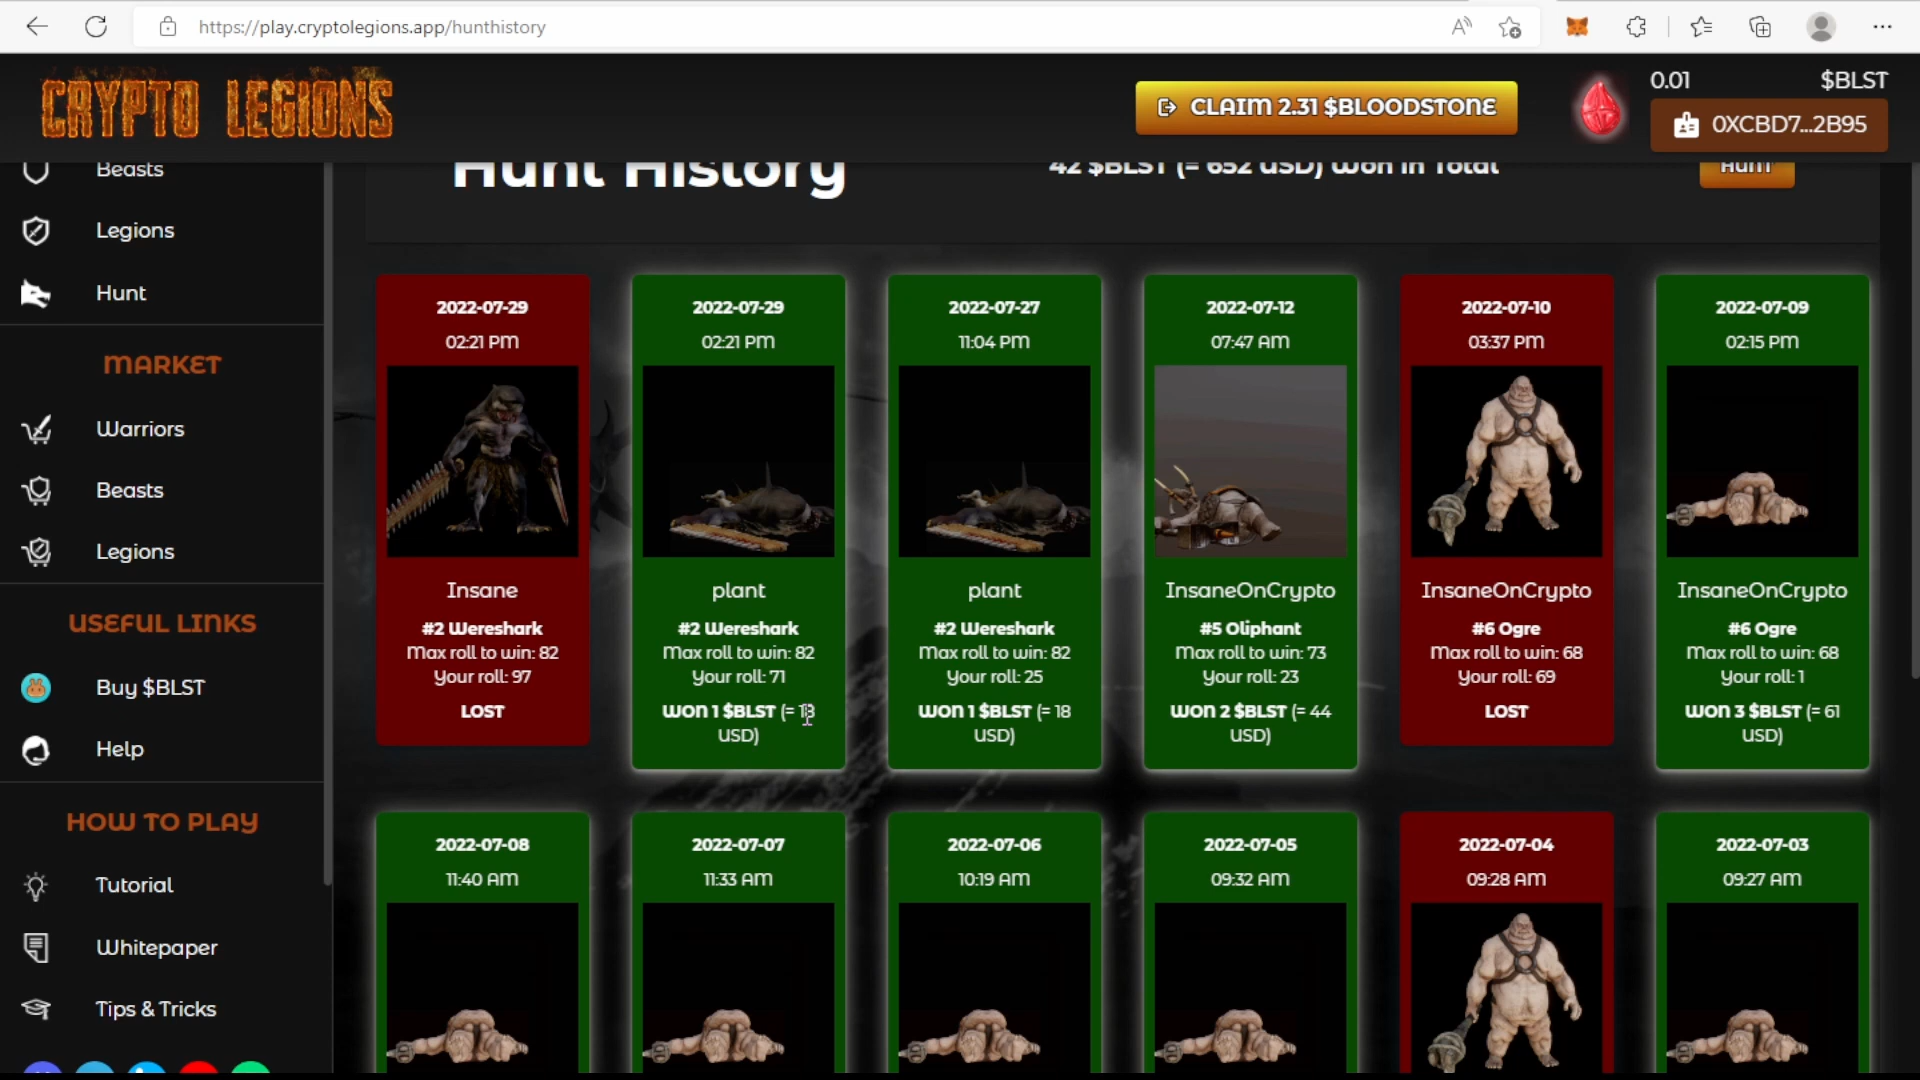 https://play.cryptolegions.app/hunthistory
CRYPTO LEGIONS
CLAIM 2.31 $BLOODSTONE
0.01 $BLST
0XCBD7...2B95
Beasts
Legions
Hunt
MARKET
Warriors
Beasts
Legions
USEFUL LINKS
Buy $BLST
Help
HOW TO PLAY
Tutorial
Whitepaper
Tips & Tricks
Hunt History
42 $BLST (= 652 USD) Won in Total
Hunt
2022-07-29
02:21 PM
Insane
#2 Wereshark
Max roll to win: 82
Your roll: 97
LOST
2022-07-29
02:21 PM
plant
#2 Wereshark
Max roll to win: 82
Your roll: 71
WON 1 $BLST (= 18
USD)
2022-07-27
11:04 PM
plant
#2 Wereshark
Max roll to win: 82
Your roll: 25
WON 1 $BLST (= 18
USD)
2022-07-12
07:47 AM
InsaneOnCrypto
#5 Oliphant
Max roll to win: 73
Your roll: 23
WON 2 $BLST (= 44
USD)
2022-07-10
03:37 PM
InsaneOnCrypto
#6 Ogre
Max roll to win: 68
Your roll: 69
LOST
2022-07-09
02:15 PM
InsaneOnCrypto
#6 Ogre
Max roll to win: 68
Your roll: 1
WON 3 $BLST (= 61
USD)
2022-07-08
11:40 AM
2022-07-07
11:33 AM
2022-07-06
10:19 AM
2022-07-05
09:32 AM
2022-07-04
09:28 AM
2022-07-03
09:27 AM